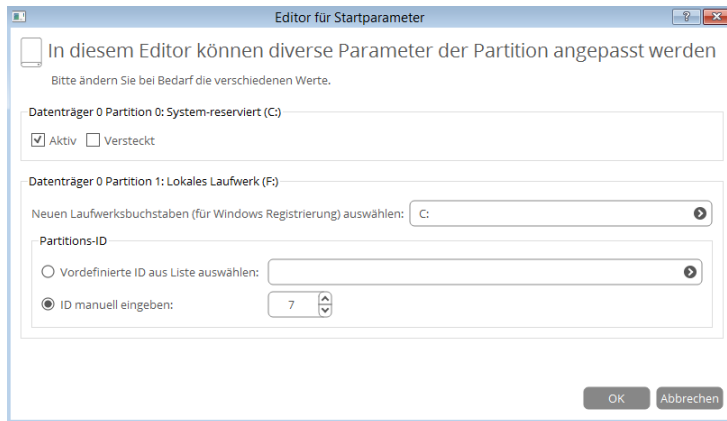 Editor für Startparameter
?
In diesem Editor können diverse Parameter der Partition angepasst werden
Bitte ändern Sie bei Bedarf die verschiedenen Werte.
Datenträger 0 Partition 0: System-reserviert (C:)
Aktiv Versteckt
Datenträger 0 Partition 1: Lokales Laufwerk (F:)
Neuen Laufwerksbuchstaben (für Windows Registrierung) auswählen: C:
Partitions-ID
Vordefinierte ID aus Liste auswählen:
ID manuell eingeben: 7
OK Abbrechen